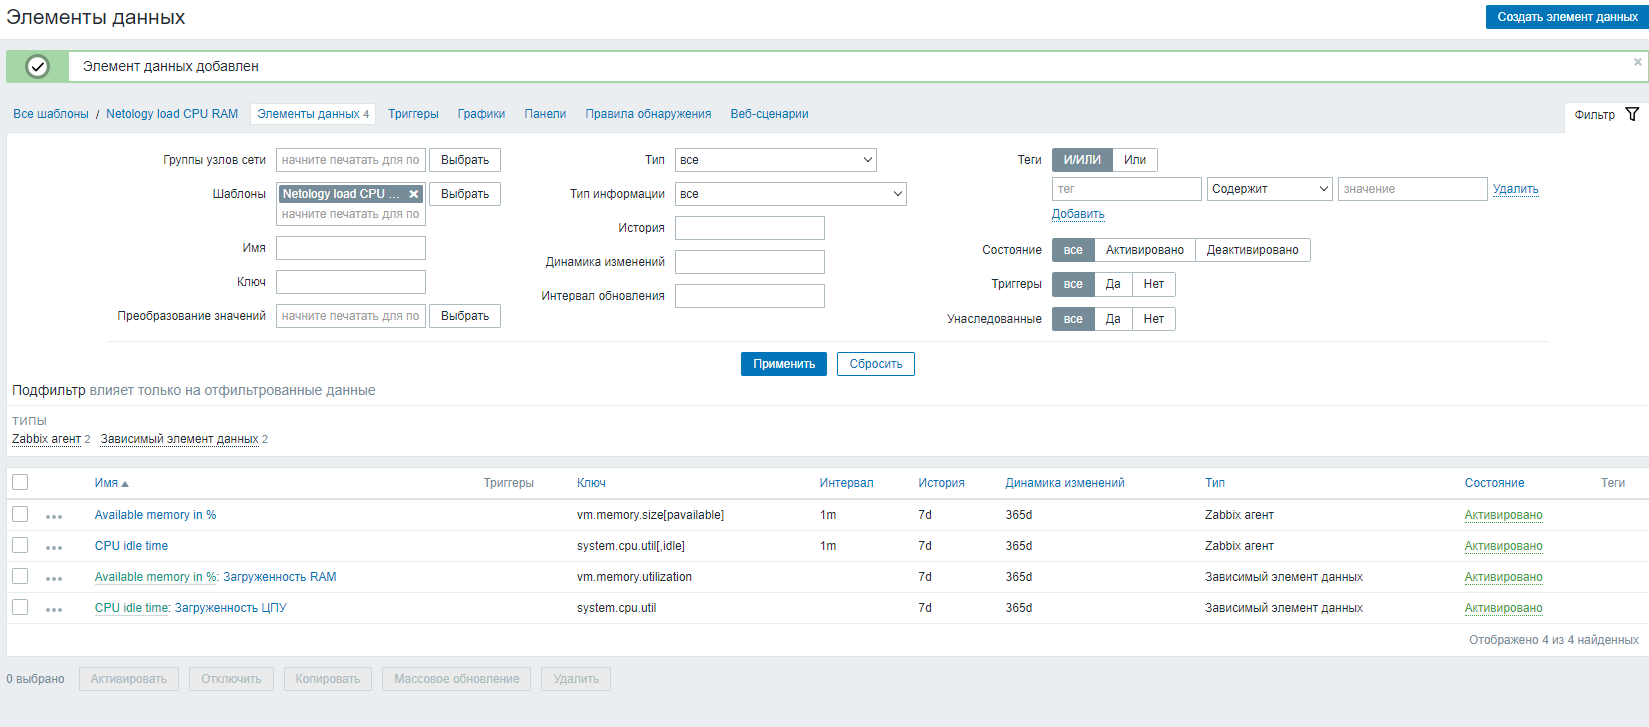 Элементы данных
Создать элемент данных
Элемент данных добавлен
Все шаблоны / Netology load CPU RAM Элементы данных 4 Триггеры Графики Панели Правила обнаружения Веб-сценарии
Фильтр
Группы узлов сети начните печатать для по Выбрать
Шаблоны Netology load CPU ... Выбрать
начните печатать для по
Имя
Ключ
Преобразование значений начните печатать для по Выбрать
Тип все
Тип информации все
История
Динамика изменений
Интервал обновления
Теги И/ИЛИ Или
тег Содержит значение Удалить
Добавить
Состояние все Активировано Деактивировано
Триггеры все Да Нет
Унаследованные все Да Нет
Применить Сбросить
Подфильтр влияет только на отфильтрованные данные
ТИПЫ
Zabbix агент 2 Зависимый элемент данных 2
Имя Триггеры Ключ Интервал История Динамика изменений Тип Состояние Теги
Available memory in % vm.memory.size[pavailable] 1m 7d 365d Zabbix агент Активировано
CPU idle time system.cpu.util[,idle] 1m 7d 365d Zabbix агент Активировано
Available memory in %: Загруженность RAM vm.memory.utilization 7d 365d Зависимый элемент данных Активировано
CPU idle time: Загруженность ЦПУ system.cpu.util 7d 365d Зависимый элемент данных Активировано
Отображено 4 из 4 найденных
0 выбрано Активировать Отключить Копировать Массовое обновление Удалить